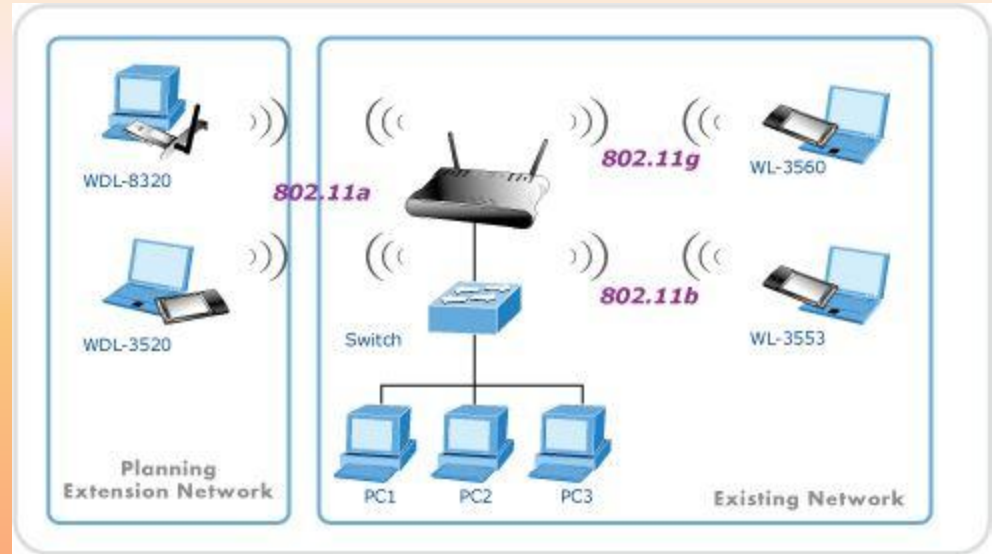 WDL-8320
802.11a
WDL-3520
Planning
Extension Network
802.11g
WL-3560
802.11b
WL-3553
Switch
PC1
PC2
PC3
Existing Network